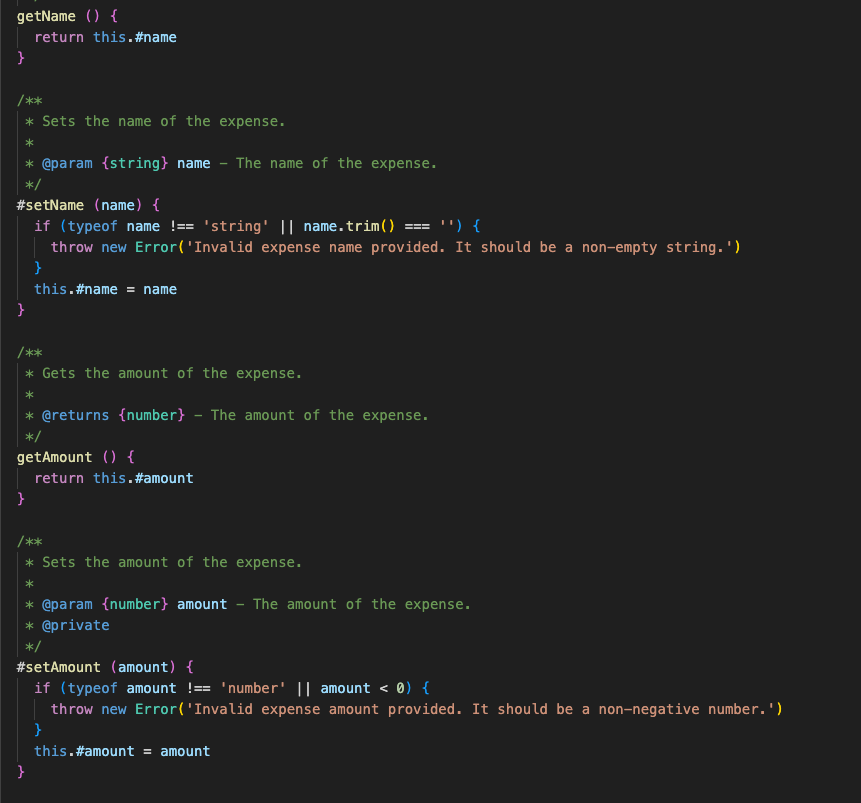 getName () {
  return this.#name
}

/**
 * Sets the name of the expense.
 *
 * @param {string} name – The name of the expense.
 */
#setName (name) {
  if (typeof name !== 'string' || name.trim() === '') {
    throw new Error('Invalid expense name provided. It should be a non-empty string.')
  }
  this.#name = name
}

/**
 * Gets the amount of the expense.
 *
 * @returns {number} – The amount of the expense.
 */
getAmount () {
  return this.#amount
}

/**
 * Sets the amount of the expense.
 *
 * @param {number} amount – The amount of the expense.
 * @private
 */
#setAmount (amount) {
  if (typeof amount !== 'number' || amount < 0) {
    throw new Error('Invalid expense amount provided. It should be a non-negative number.')
  }
  this.#amount = amount
}